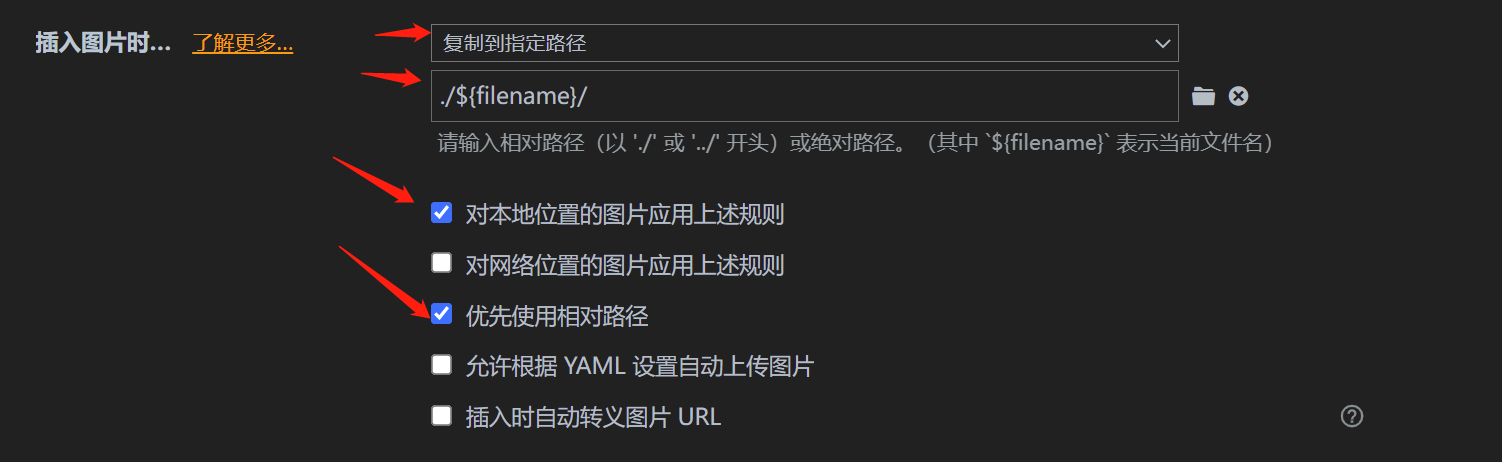 插入图片时... 了解更多...
复制到指定路径
./${filename}/
请输入相对路径（以 './' 或 '../' 开头）或绝对路径。（其中 `${filename}` 表示当前文件名）
对本地位置的图片应用上述规则
对网络位置的图片应用上述规则
优先使用相对路径
允许根据 YAML 设置自动上传图片
插入时自动转义图片 URL